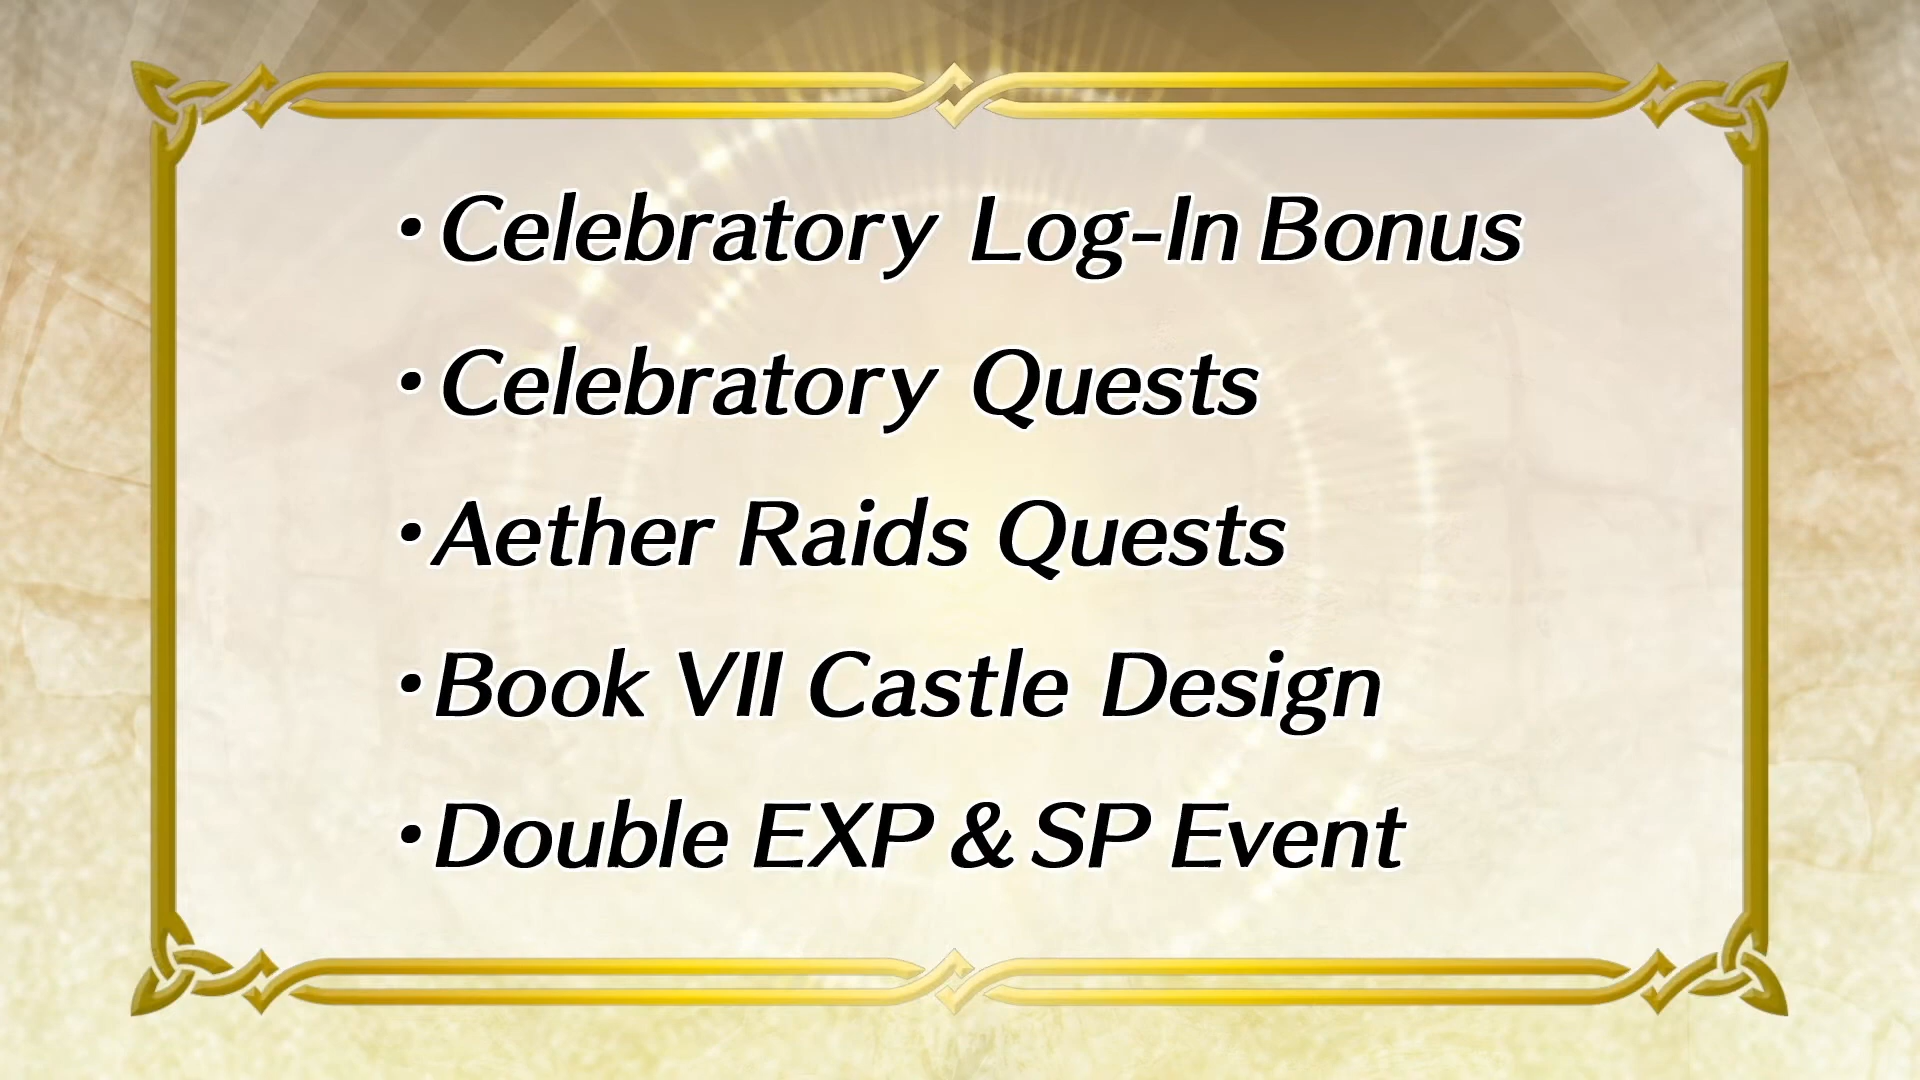 ・Celebratory Log-In Bonus
・Celebratory Quests
・Aether Raids Quests
・Book VII Castle Design
・Double EXP & SP Event